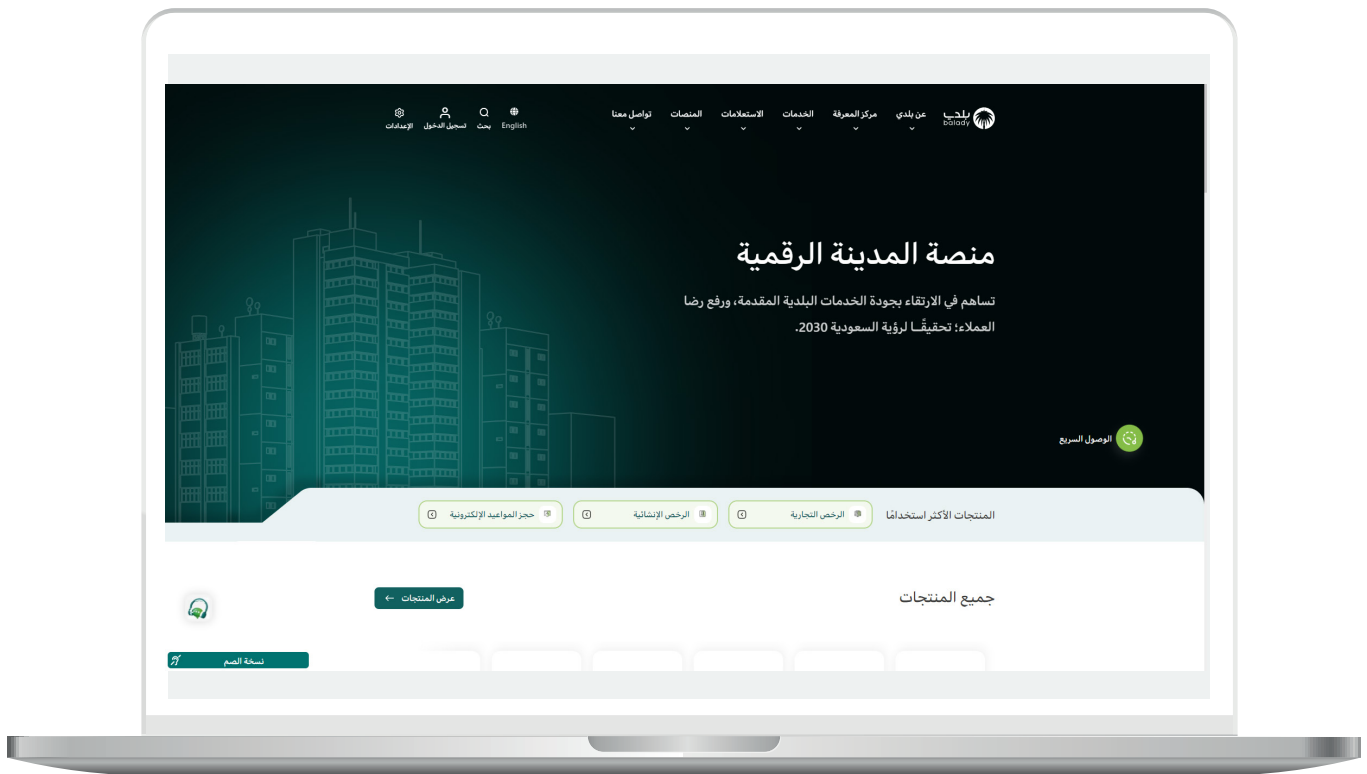 بلدي
balady
عن بلدي
مركز المعرفة
الخدمات
الاستعلامات
المنصات
تواصل معنا
English
بحث
تسجيل الدخول
الإعدادات
منصة المدينة الرقمية
تساهم في الارتقاء بجودة الخدمات البلدية المقدمة، ورفع رضا
العملاء؛ تحقيقًـا لرؤية السعودية 2030.
الوصول السريع
المنتجات الأكثر استخدامًا
الرخص التجارية
الرخص الإنشائية
حجز المواعيد الإلكترونية
جميع المنتجات
عرض المنتجات
نسخة الصم